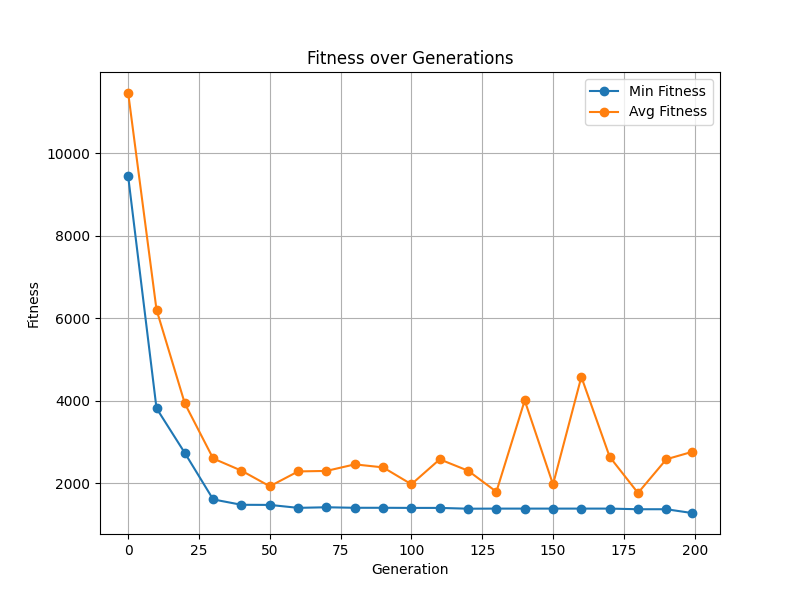 Fitness over Generations
Min Fitness
Avg Fitness
10000
8000
6000
4000
2000
Fitness
0 25 50 75 100 125 150 175 200
Generation